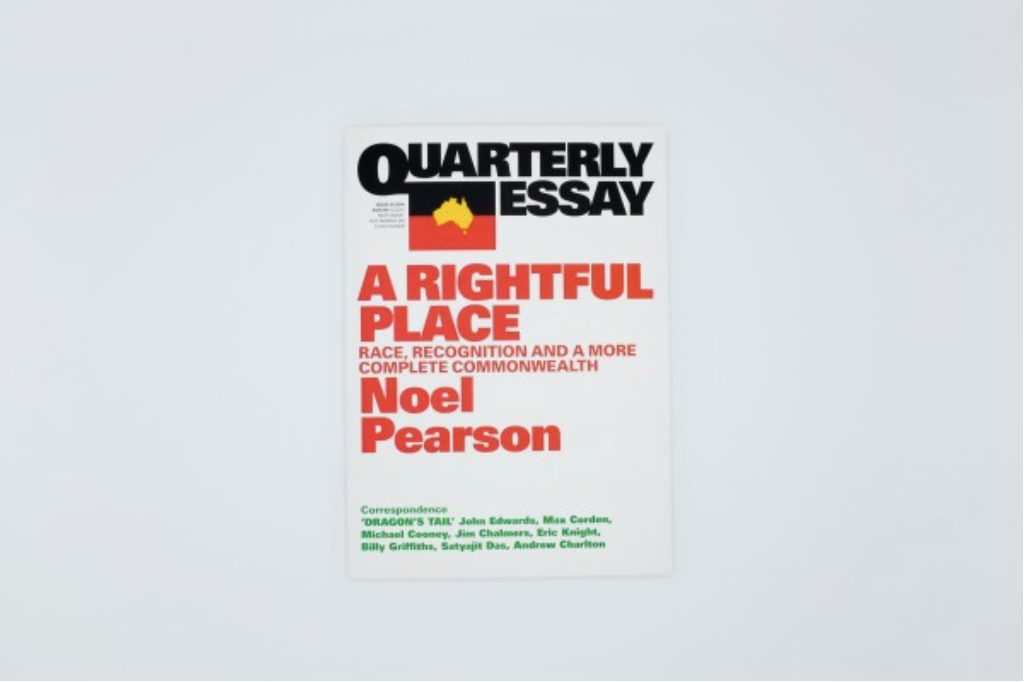 QUARTERLY
ESSAY
A RIGHTFUL
PLACE
RACE, RECOGNITION AND A MORE
COMPLETE COMMONWEALTH
Noel
Pearson
Correspondence
'DRAGON'S TAIL' John Edwards, Max Corden,
Michael Cooney, Jim Chalmers, Eric Knight,
Billy Griffiths, Satyajit Das, Andrew Charlton